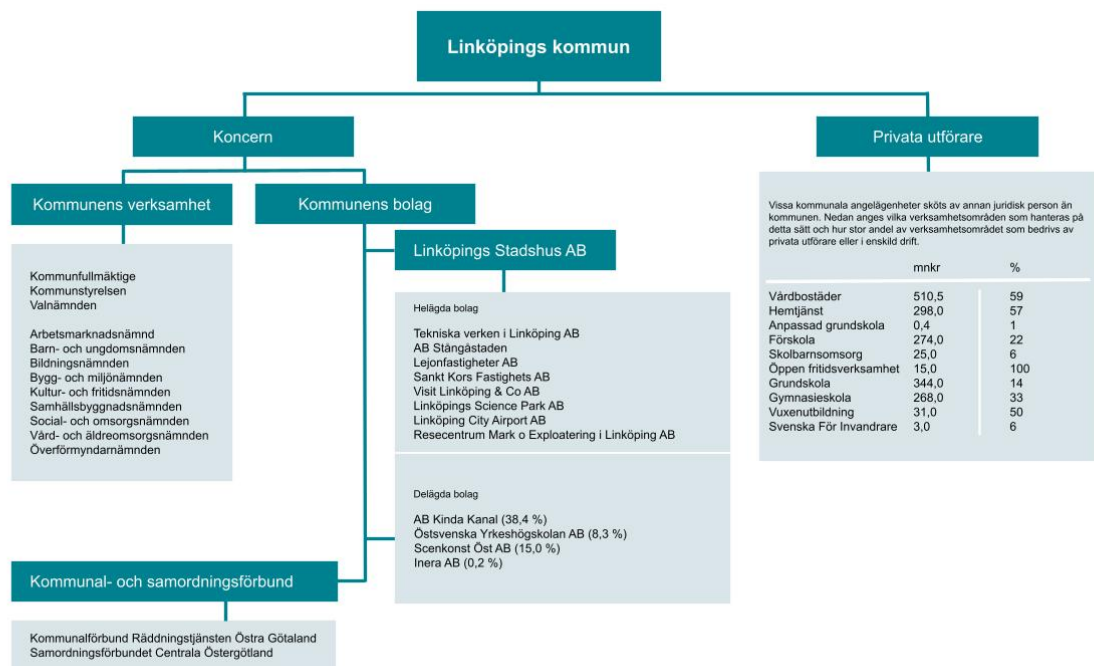 Linköpings kommun
Koncern
Privata utförare
Kommunens verksamhet
Kommunens bolag
Kommunfullmäktige
Kommunstyrelsen
Valnämnden
Arbetsmarknadsnämnd
Barn- och ungdomsnämnden
Bildningsnämnden
Bygg- och miljönämnden
Kultur- och fritidsnämnden
Samhällsbyggnadsnämnden
Social- och omsorgsnämnden
Vård- och äldreomsorgsnämnden
Överförmyndarnämnden
Linköpings Stadshus AB
Helägda bolag
Tekniska verken i Linköping AB
AB Stångåstaden
Lejonfastigheter AB
Sankt Kors Fastighets AB
Visit Linköping & Co AB
Linköpings Science Park AB
Linköping City Airport AB
Resecentrum Mark o Exploatering i Linköping AB
Delägda bolag
AB Kinda Kanal (38,4 %)
Östsvenska Yrkeshögskolan AB (8,3 %)
Scenkonst Öst AB (15,0 %)
Inera AB (0,2 %)
Kommunal- och samordningsförbund
Kommunalförbund Räddningstjänsten Östra Götaland
Samordningsförbundet Centrala Östergötland
Vissa kommunala angelägenheter sköts av annan juridisk person än
kommunen. Nedan anges vilka verksamhetsområden som hanteras på
detta sätt och hur stor andel av verksamhetsområdet som bedrivs av
privata utförare eller i enskild drift.
mnkr %
Vårdbostäder 510,5 59
Hemtjänst 298,0 57
Anpassad grundskola 0,4 1
Förskola 274,0 22
Skolbarnsomsorg 25,0 6
Öppen fritidsverksamhet 15,0 100
Grundskola 344,0 14
Gymnasieskola 268,0 33
Vuxenutbildning 31,0 50
Svenska För Invandrare 3,0 6